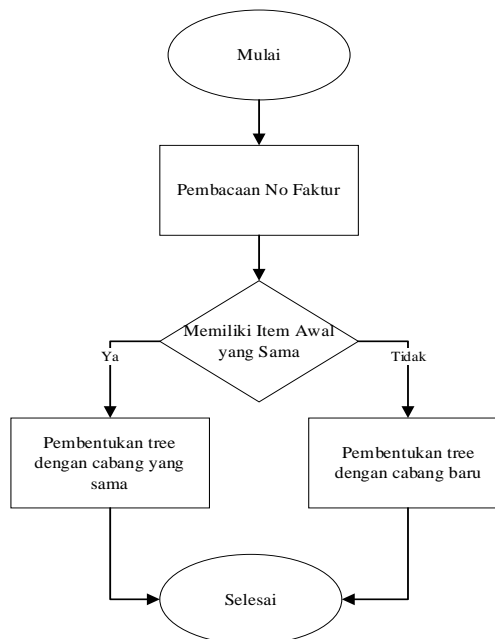 Mulai
Pembacaan No Faktur
Memiliki Item Awal
yang Sama
Ya
Tidak
Pembentukan tree
dengan cabang yang
sama
Pembentukan tree
dengan cabang baru
Selesai